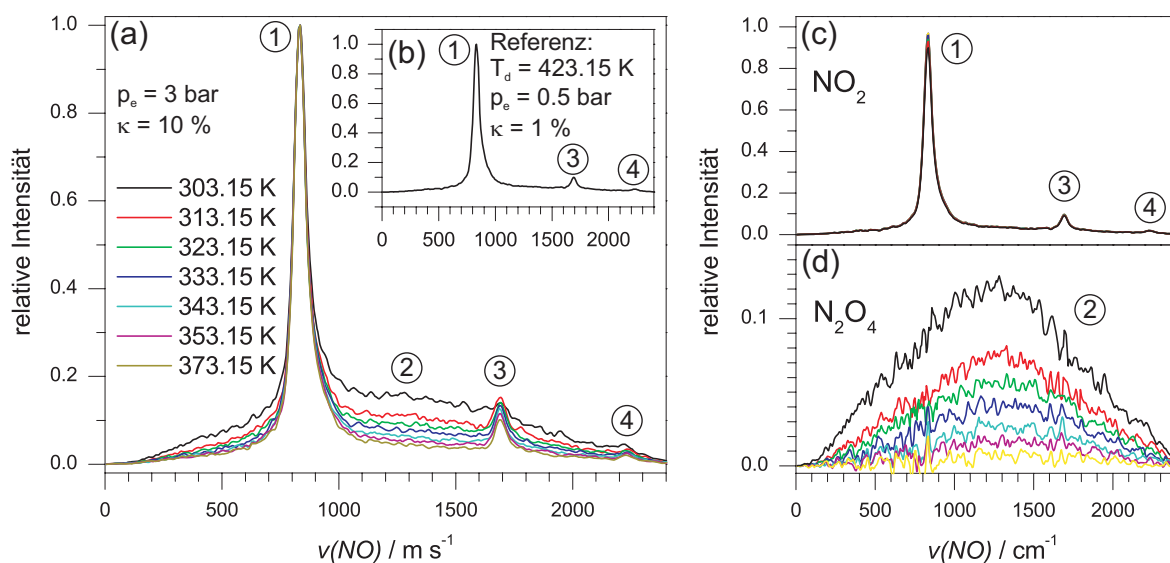 (a)
1
p_e = 3 bar
κ = 10 %
303.15 K
313.15 K
323.15 K
333.15 K
343.15 K
353.15 K
373.15 K
2
3
4
relative Intensität
1.0
0.8
0.6
0.4
0.2
0.0
0 500 1000 1500 2000
v(NO) / m s⁻¹
(b)
1
Referenz:
T_d = 423.15 K
p_e = 0.5 bar
κ = 1 %
3
4
1.0
0.8
0.6
0.4
0.2
0.0
0 500 1000 1500 2000
(c)
1
NO₂
3
4
relative Intensität
1.0
0.8
0.6
0.4
0.2
0.0
(d)
N₂O₄
2
0.1
0.0
0 500 1000 1500 2000
v(NO) / cm⁻¹